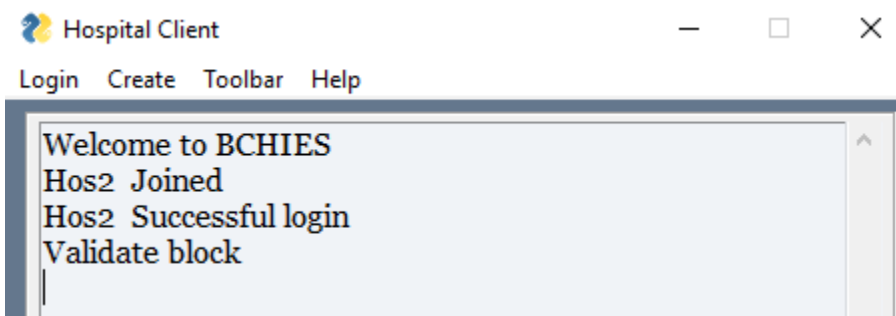 Hospital Client
Login Create Toolbar Help
Welcome to BCHIES
Hos2 Joined
Hos2 Successful login
Validate block